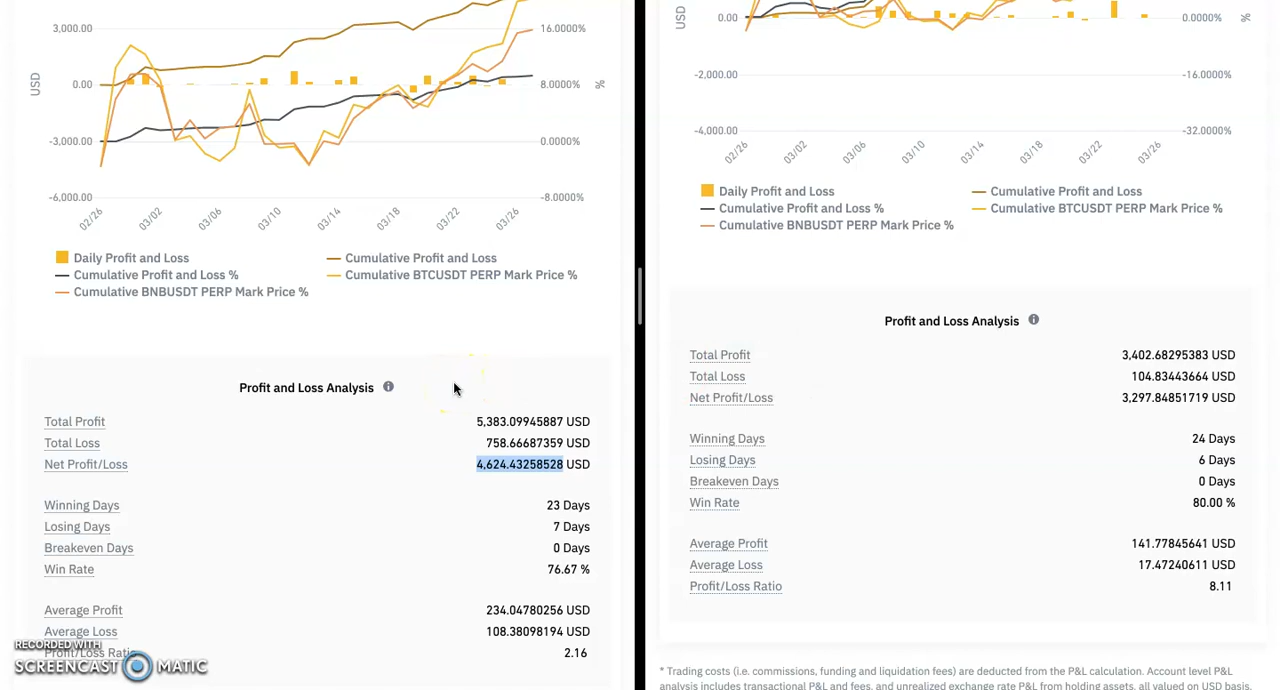 3,000.00
16.0000%
USD
0.00
8.0000%
%
-3,000.00
0.0000%
-6,000.00
-8.0000%
02/26
03/02
03/06
03/10
03/14
03/18
03/22
03/26
Daily Profit and Loss
Cumulative Profit and Loss
Cumulative Profit and Loss %
Cumulative BTCUSDT PERP Mark Price %
Cumulative BNBUSDT PERP Mark Price %
Profit and Loss Analysis
Total Profit 5,383.09945887 USD
Total Loss 758.66687359 USD
Net Profit/Loss 4,624.43258528 USD
Winning Days 23 Days
Losing Days 7 Days
Breakeven Days 0 Days
Win Rate 76.67 %
Average Profit 234.04780256 USD
Average Loss 108.38098194 USD
Profit/Loss Ratio 2.16
RECORDED WITH
SCREENCAST MATIC
USD
0.00
0.0000%
%
-2,000.00
-16.0000%
-4,000.00
-32.0000%
02/26
03/02
03/06
03/10
03/14
03/18
03/22
03/26
Daily Profit and Loss
Cumulative Profit and Loss
Cumulative Profit and Loss %
Cumulative BTCUSDT PERP Mark Price %
Cumulative BNBUSDT PERP Mark Price %
Profit and Loss Analysis
Total Profit 3,402.68295383 USD
Total Loss 104.83443664 USD
Net Profit/Loss 3,297.84851719 USD
Winning Days 24 Days
Losing Days 6 Days
Breakeven Days 0 Days
Win Rate 80.00 %
Average Profit 141.77845641 USD
Average Loss 17.47240611 USD
Profit/Loss Ratio 8.11
* Trading costs (i.e. commissions, funding and liquidation fees) are deducted from the P&L calculation. Account level P&L
analysis includes transactional P&L and fees, and unrealized exchange rate P&L from holding assets, all valued on USD basis.